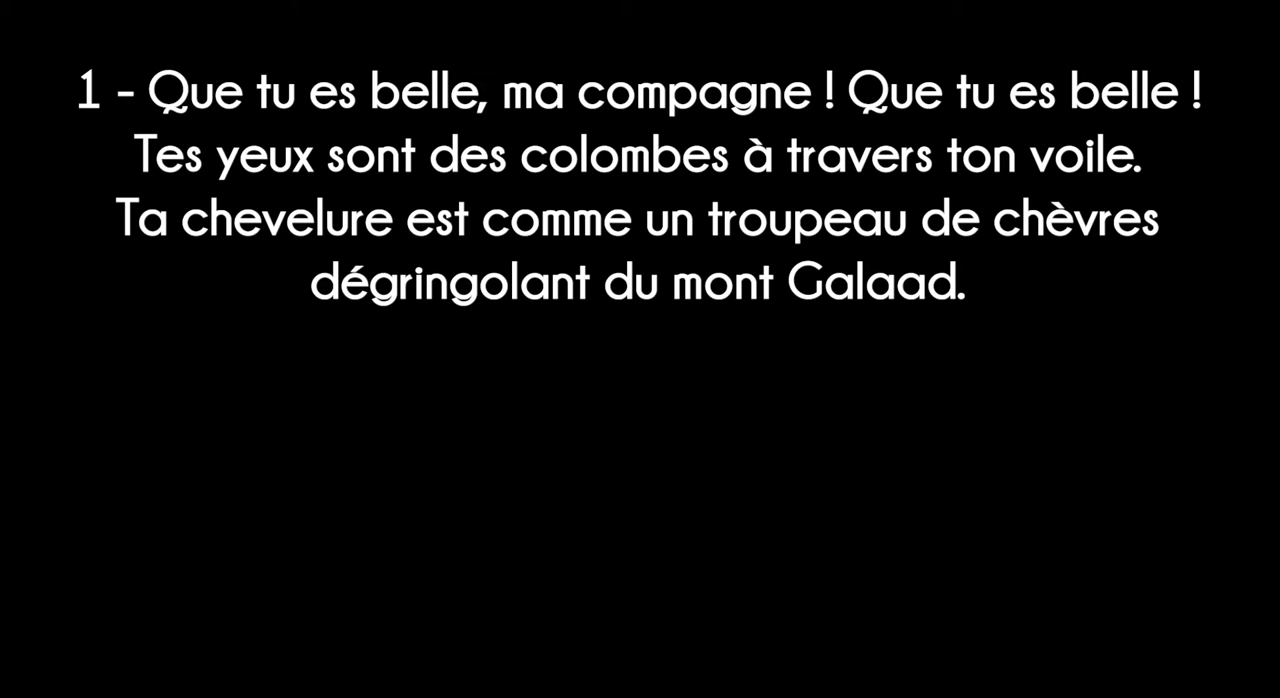 1 - Que tu es belle, ma compagne ! Que tu es belle !
Tes yeux sont des colombes à travers ton voile.
Ta chevelure est comme un troupeau de chèvres
dégringolant du mont Galaad.